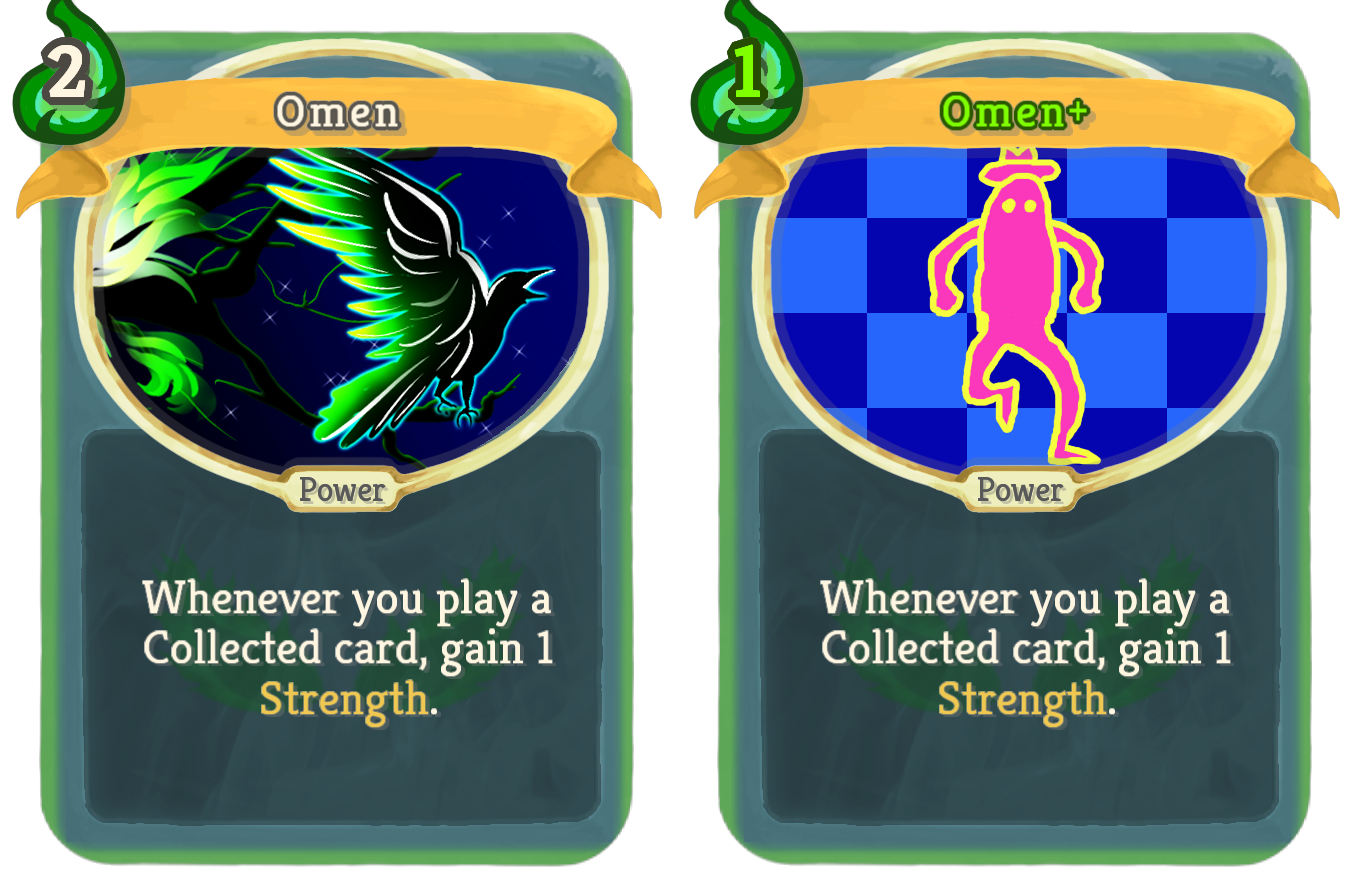 2
Omen
Power
Whenever you play a
Collected card, gain 1
Strength.
1
Omen+
Power
Whenever you play a
Collected card, gain 1
Strength.